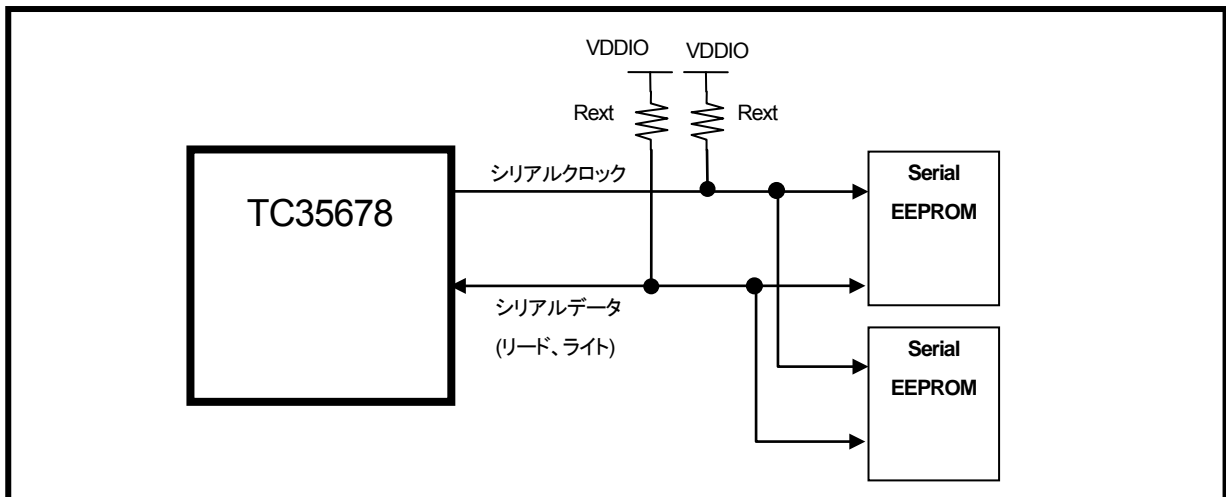 VDDIO
VDDIO
Rext
Rext
シリアルクロック
Serial
EEPROM
TC35678
シリアルデータ
(リード、ライト)
Serial
EEPROM